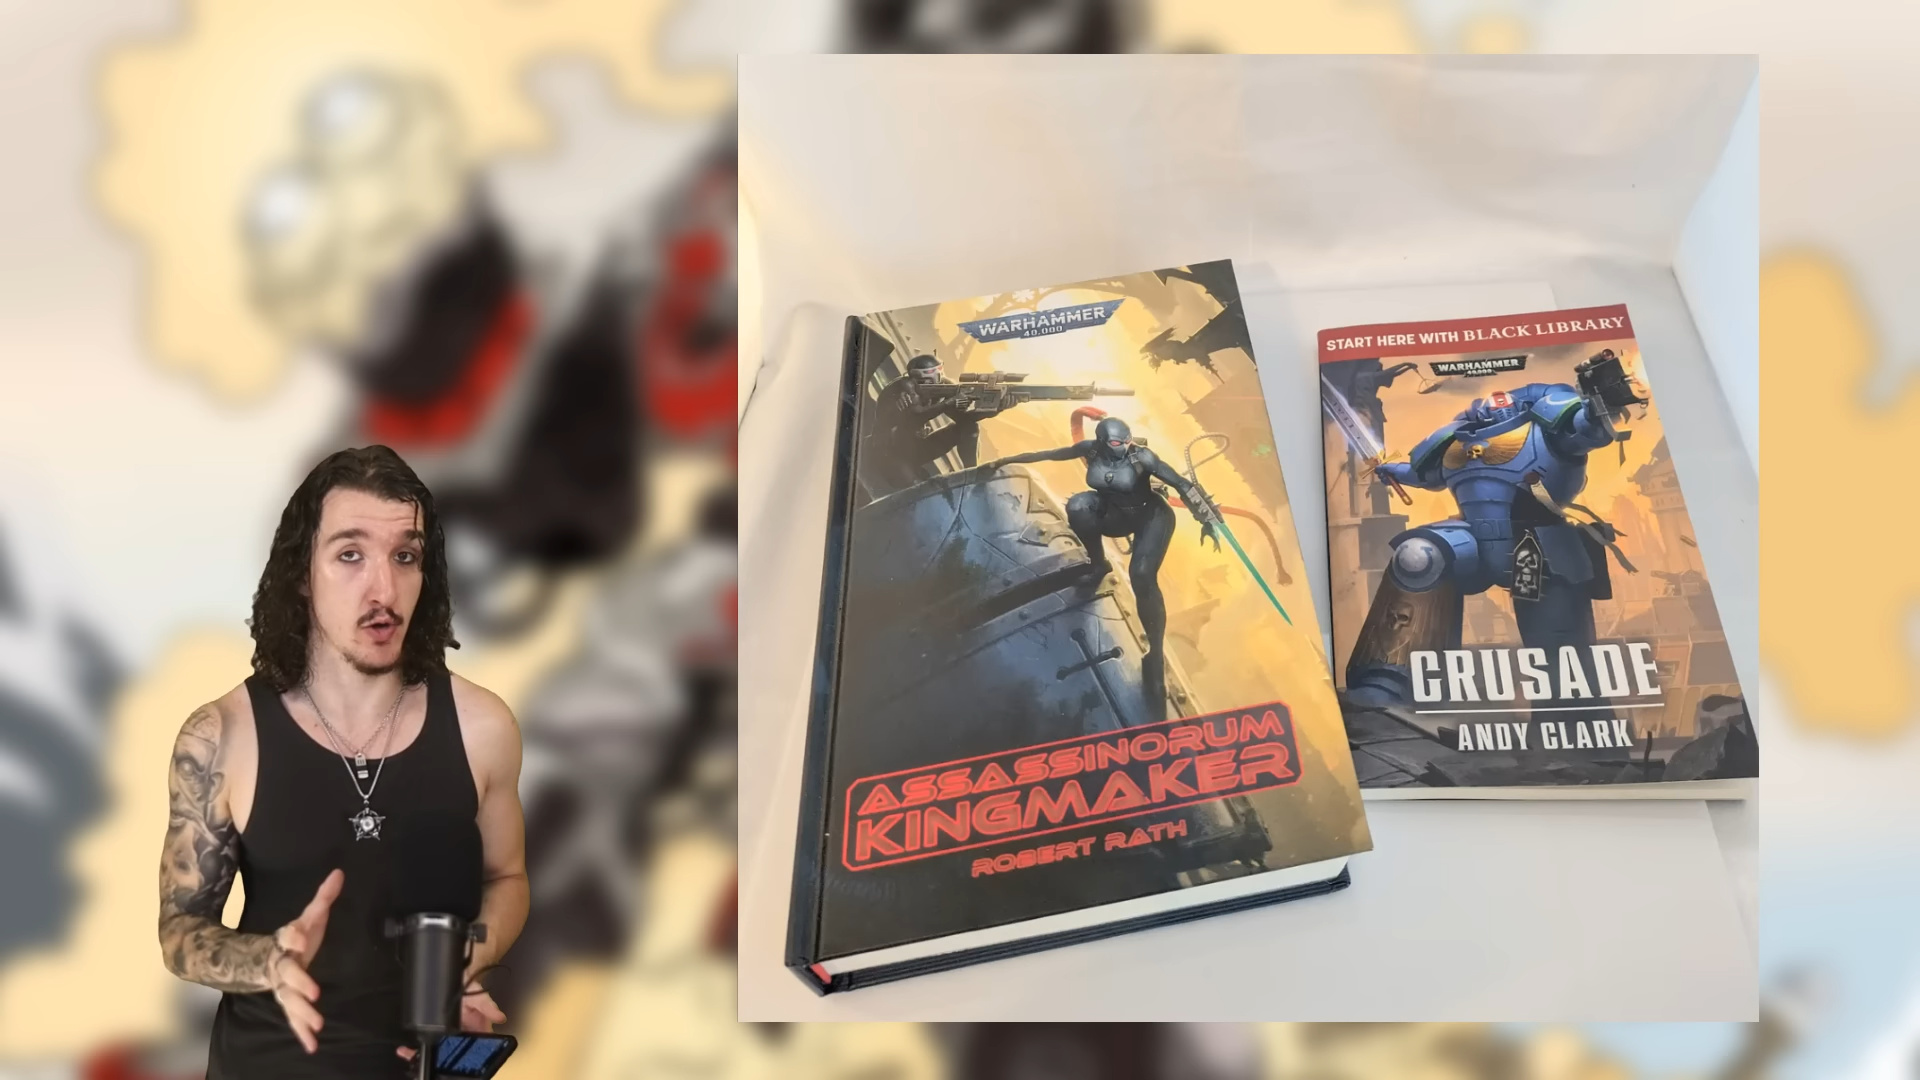 WARHAMMER
40,000
ASSASSINORUM
KINGMAKER
ROBERT RATH
START HERE WITH BLACK LIBRARY
WARHAMMER
40,000
CRUSADE
ANDY CLARK